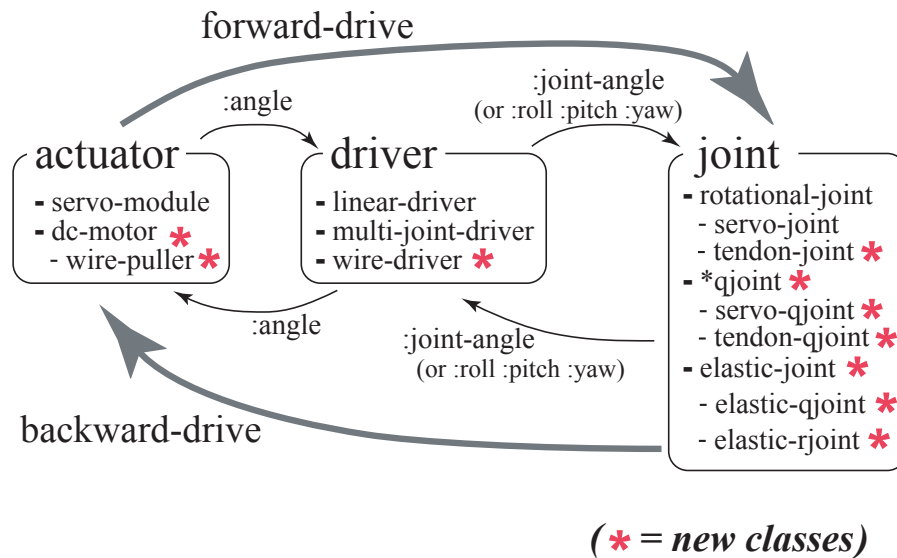 forward-drive
:angle
:joint-angle
(or :roll :pitch :yaw)
actuator
- servo-module
- dc-motor *
- wire-puller *
driver
- linear-driver
- multi-joint-driver
- wire-driver *
joint
- rotational-joint
- servo-joint
- tendon-joint *
- *qjoint *
- servo-qjoint *
- tendon-qjoint *
- elastic-joint *
- elastic-qjoint *
- elastic-rjoint *
:angle
:joint-angle
(or :roll :pitch :yaw)
backward-drive
( * = new classes)